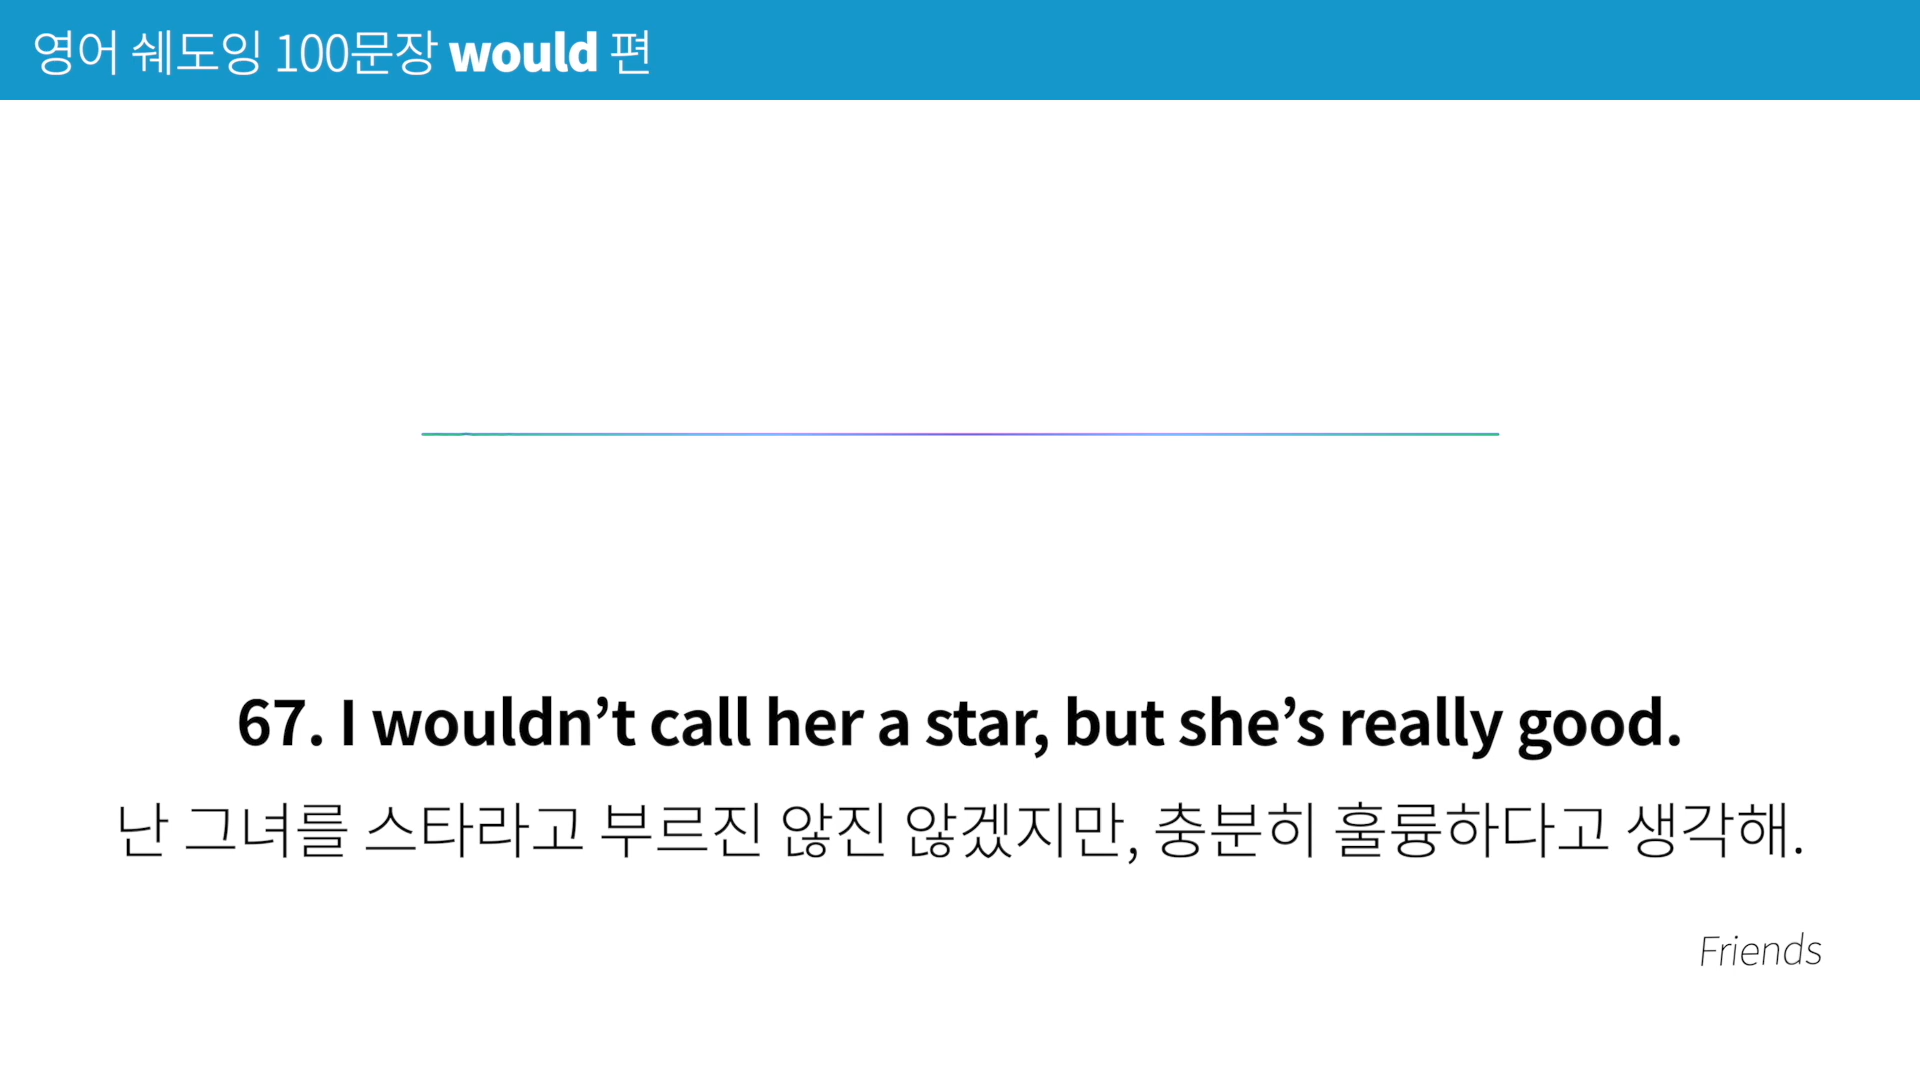 영어 쉐도잉 100문장 would 편
67. I wouldn’t call her a star, but she’s really good.
난 그녀를 스타라고 부르진 않진 않겠지만, 충분히 훌륭하다고 생각해.
Friends